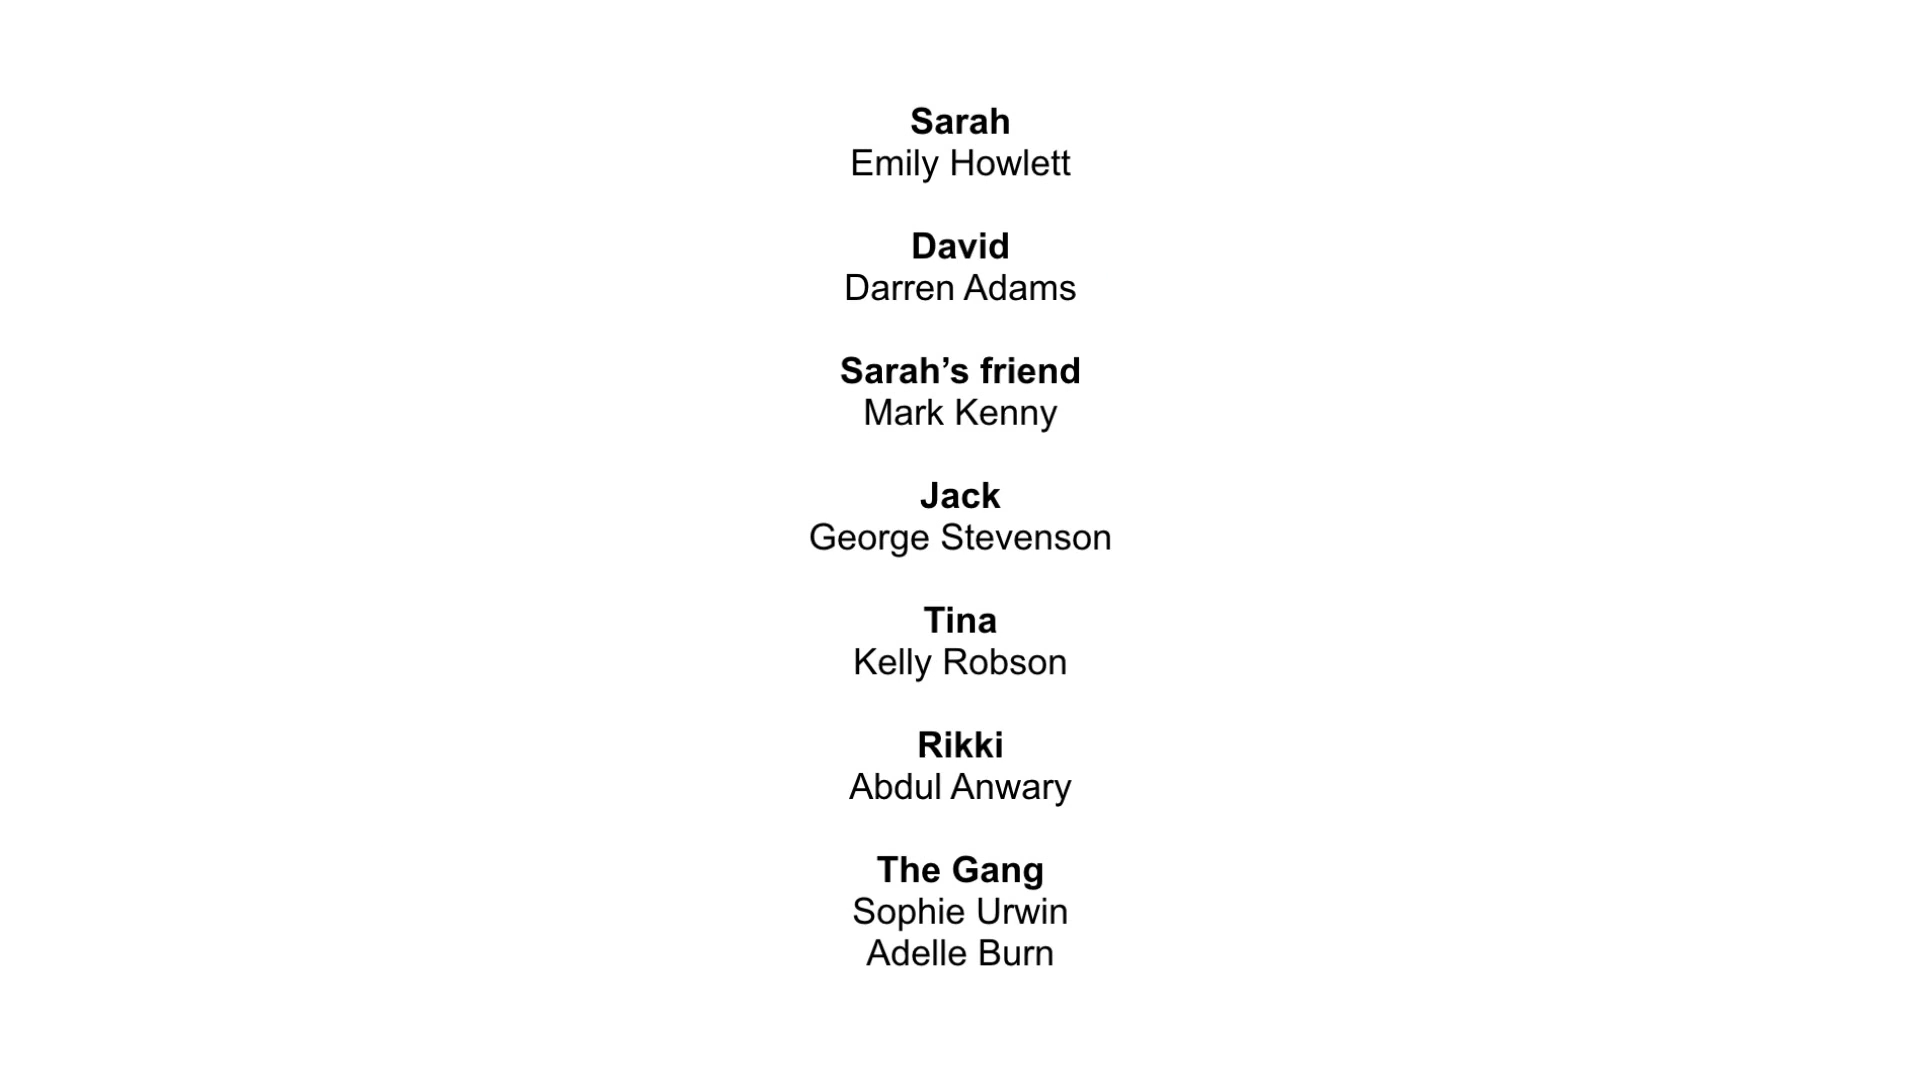 Sarah
Emily Howlett
David
Darren Adams
Sarah’s friend
Mark Kenny
Jack
George Stevenson
Tina
Kelly Robson
Rikki
Abdul Anwary
The Gang
Sophie Urwin
Adelle Burn